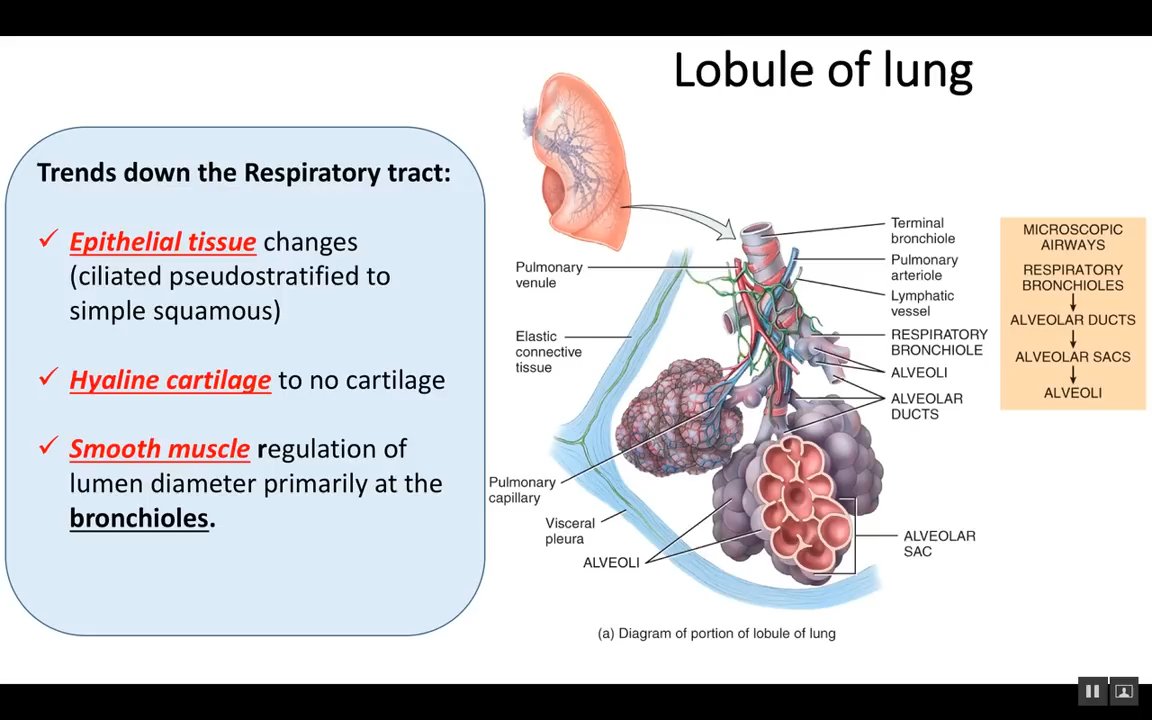 Lobule of lung
Trends down the Respiratory tract:
✓ Epithelial tissue changes
(ciliated pseudostratified to
simple squamous)
✓ Hyaline cartilage to no cartilage
✓ Smooth muscle regulation of
lumen diameter primarily at the
bronchioles.
Pulmonary
venule
Elastic
connective
tissue
Pulmonary
capillary
Visceral
pleura
ALVEOLI
Terminal
bronchiole
Pulmonary
arteriole
Lymphatic
vessel
RESPIRATORY
BRONCHIOLE
ALVEOLI
ALVEOLAR
DUCTS
ALVEOLAR
SAC
(a) Diagram of portion of lobule of lung
MICROSCOPIC
AIRWAYS
RESPIRATORY
BRONCHIOLES
ALVEOLAR DUCTS
ALVEOLAR SACS
ALVEOLI